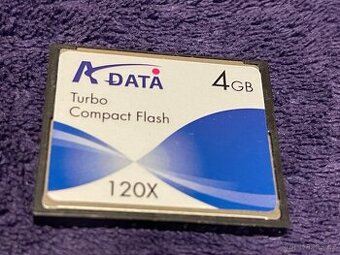 A DATA
4GB
Turbo
Compact Flash
120X